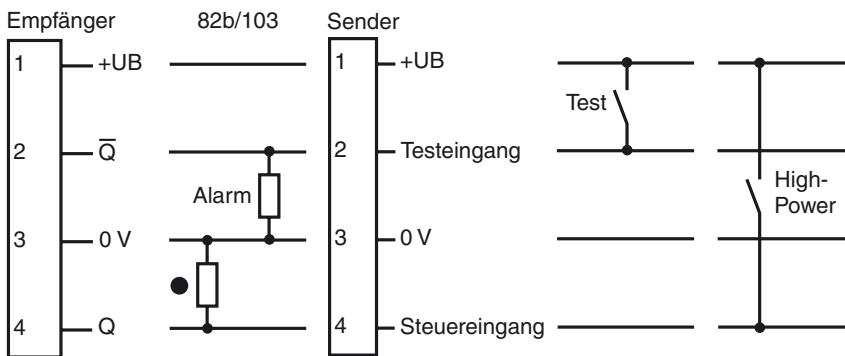 Empfänger 82b/103 Sender
1 +UB
2 Q̅
Alarm
3 0 V
4 Q
1 +UB
Test
2 Testeingang
High-
Power
3 0 V
4 Steuereingang